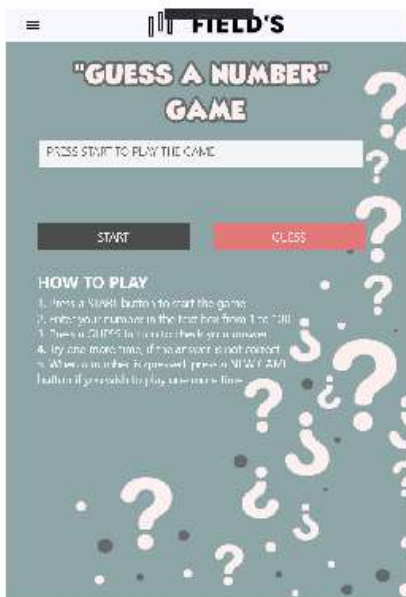 FIELD'S
"GUESS A NUMBER"
GAME
PRESS START TO PLAY THE GAME
START
GUESS
HOW TO PLAY
1. Press a START button to start the game
2. Enter your number in the text box from 1 to 100
3. Press a GUESS button to check your answer
4. Try one more time, if the answer is not correct
5. When a number is guessed, press a NEW GAME
button if you wish to play one more time